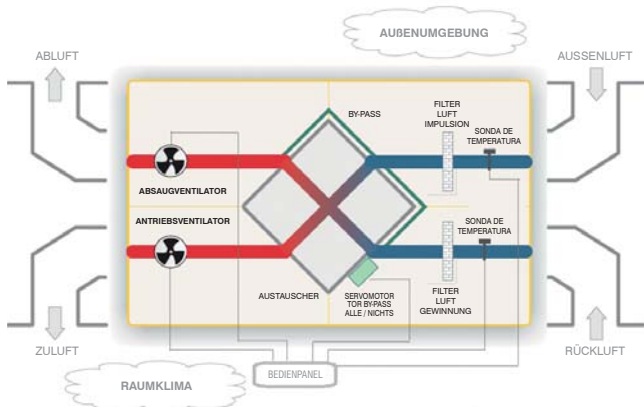 AUßENUMGEBUNG
ABLUFT
AUSSENLUFT
BY-PASS
FILTER
LUFT
IMPULSION
SONDA DE
TEMPERATURA
ABSAUGVENTILATOR
ANTRIEBSVENTILATOR
SONDA DE
TEMPERATURA
AUSTAUSCHER
SERVOMOTOR
TOR BY-PASS
ALLE / NICHTS
FILTER
LUFT
GEWINNUNG
ZULUFT
RÜCKLUFT
BEDIENPANEL
RAUMKLIMA